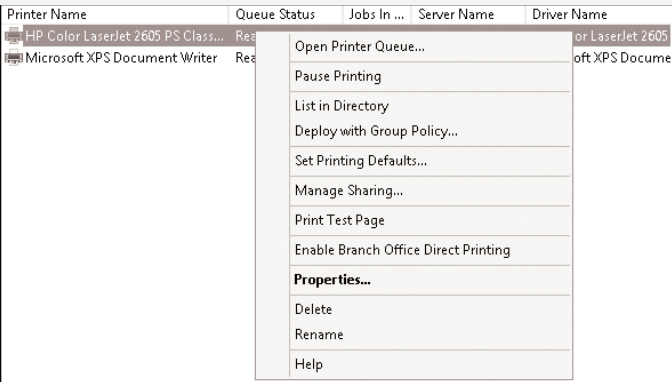 Printer Name Queue Status Jobs In ... Server Name Driver Name
HP Color LaserJet 2605 PS Class... Rea or LaserJet 2605
Microsoft XPS Document Writer Rea oft XPS Docume
Open Printer Queue...
Pause Printing
List in Directory
Deploy with Group Policy...
Set Printing Defaults...
Manage Sharing...
Print Test Page
Enable Branch Office Direct Printing
Properties...
Delete
Rename
Help